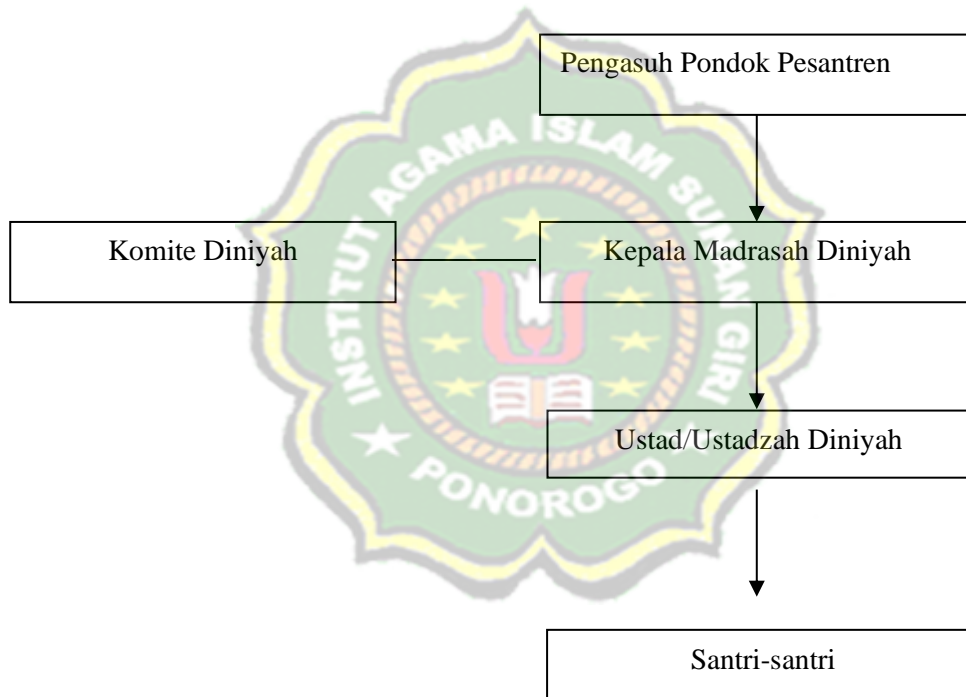 Pengasuh Pondok Pesantren
Komite Diniyah
Kepala Madrasah Diniyah
Ustad/Ustadzah Diniyah
Santri-santri
INSTITUT AGAMA ISLAM SUNAN GIRI
PONOROGO